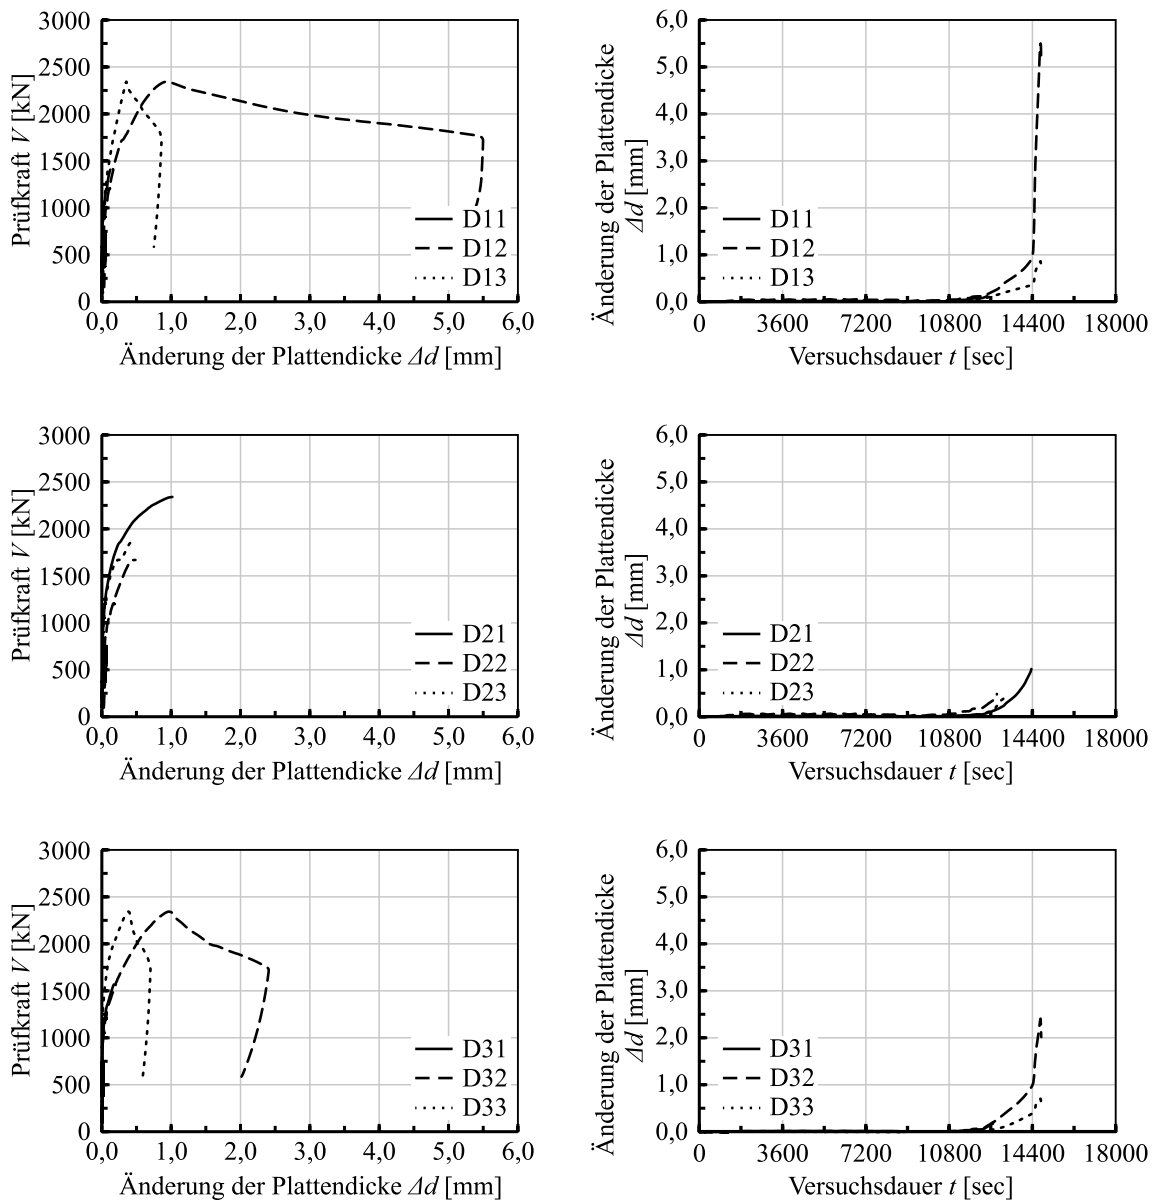 3000
2500
2000
1500
1000
500
0
Prüfkraft V [kN]
D11
D12
D13
0,0 1,0 2,0 3,0 4,0 5,0 6,0
Änderung der Plattendicke Δd [mm]
6,0
5,0
4,0
3,0
2,0
1,0
0,0
Änderung der Plattendicke
Δd [mm]
D11
D12
D13
0 3600 7200 10800 14400 18000
Versuchsdauer t [sec]
3000
2500
2000
1500
1000
500
0
Prüfkraft V [kN]
D21
D22
D23
0,0 1,0 2,0 3,0 4,0 5,0 6,0
Änderung der Plattendicke Δd [mm]
6,0
5,0
4,0
3,0
2,0
1,0
0,0
Änderung der Plattendicke
Δd [mm]
D21
D22
D23
0 3600 7200 10800 14400 18000
Versuchsdauer t [sec]
3000
2500
2000
1500
1000
500
0
Prüfkraft V [kN]
D31
D32
D33
0,0 1,0 2,0 3,0 4,0 5,0 6,0
Änderung der Plattendicke Δd [mm]
6,0
5,0
4,0
3,0
2,0
1,0
0,0
Änderung der Plattendicke
Δd [mm]
D31
D32
D33
0 3600 7200 10800 14400 18000
Versuchsdauer t [sec]